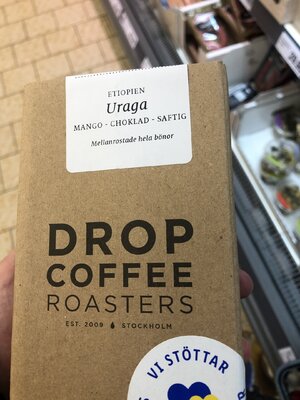 ETIOPIEN
Uraga
MANGO - CHOKLAD - SAFTIG
Mellanrostade hela bönor
DROP
COFFEE
ROASTERS
EST. 2009 STOCKHOLM
VI STÖTTAR